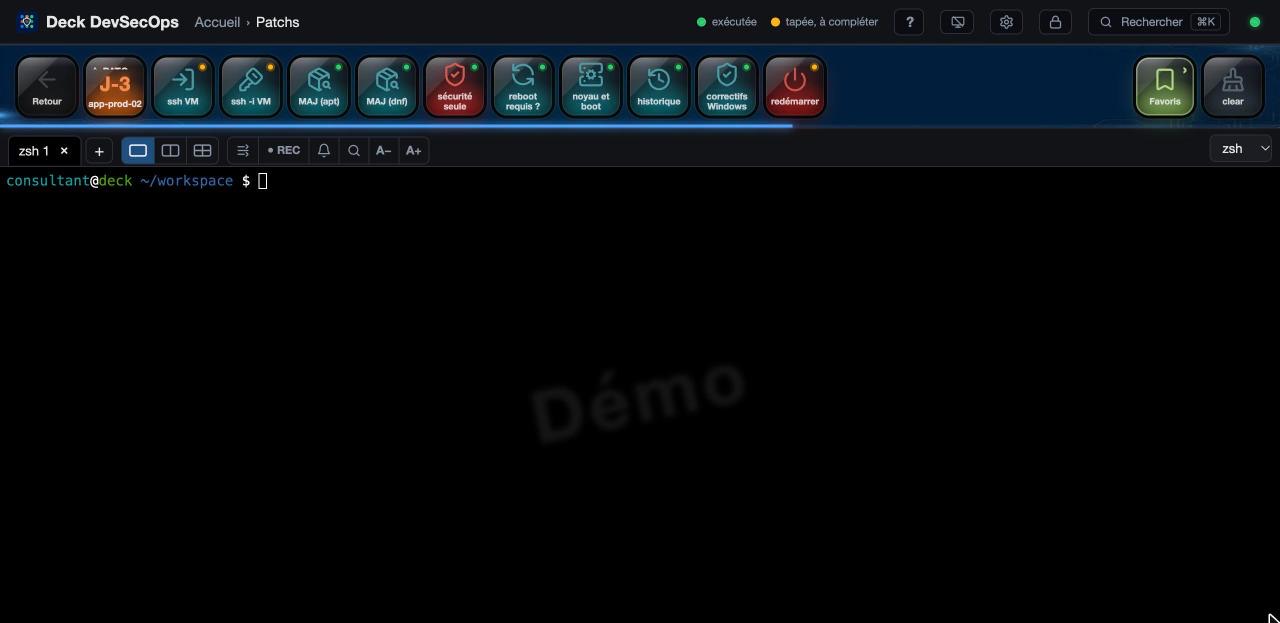 Deck DevSecOps Accueil › Patchs
exécutée tapée, à compléter ? Rechercher ⌘K
Retour
J-3
app-prod-02
ssh VM
ssh -i VM
MAJ (apt)
MAJ (dnf)
sécurité
seule
reboot
requis ?
noyau et
boot
historique
correctifs
Windows
redémarrer
Favoris ›
clear
zsh 1 × + REC A− A+ zsh
consultant@deck ~/workspace $
Démo